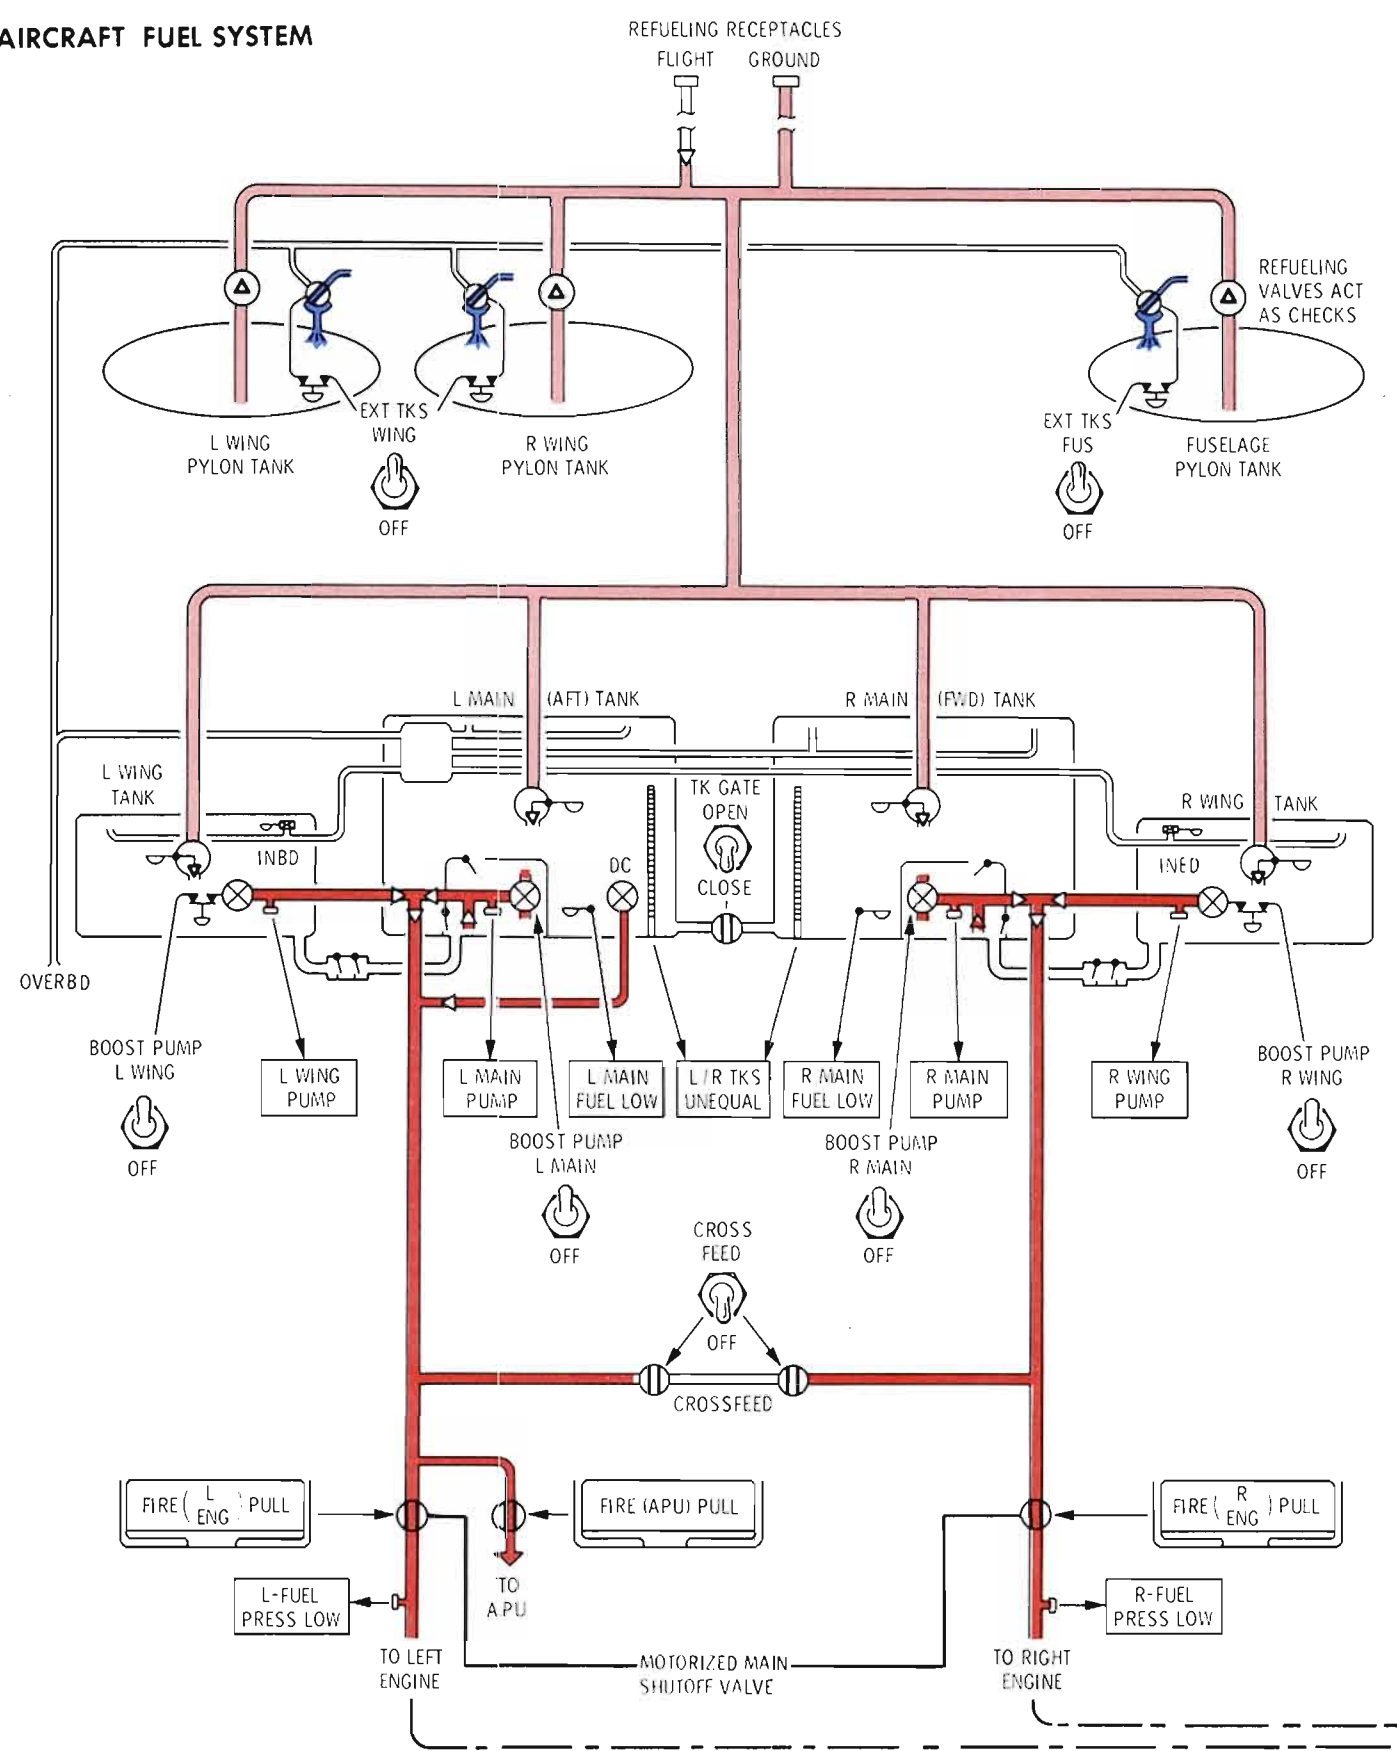 AIRCRAFT FUEL SYSTEM
REFUELING RECEPTACLES
FLIGHT GROUND
REFUELING
VALVES ACT
AS CHECKS
EXT TKS
WING
OFF
L WING
PYLON TANK
R WING
PYLON TANK
EXT TKS
FUS
OFF
FUSELAGE
PYLON TANK
L MAIN (AFT) TANK
R MAIN (FWD) TANK
L WING
TANK
TK GATE
OPEN
CLOSE
R WING TANK
INBD
DC
INED
OVERBD
BOOST PUMP
L WING
OFF
L WING
PUMP
L MAIN
PUMP
L MAIN
FUEL LOW
L/R TKS
UNEQUAL
R MAIN
FUEL LOW
R MAIN
PUMP
R WING
PUMP
BOOST PUMP
R WING
OFF
BOOST PUMP
L MAIN
OFF
BOOST PUMP
R MAIN
OFF
CROSS
FEED
OFF
CROSSFEED
FIRE (L ENG) PULL
FIRE (APU) PULL
FIRE (R ENG) PULL
L-FUEL
PRESS LOW
TO
APU
R-FUEL
PRESS LOW
TO LEFT
ENGINE
MOTORIZED MAIN
SHUTOFF VALVE
TO RIGHT
ENGINE